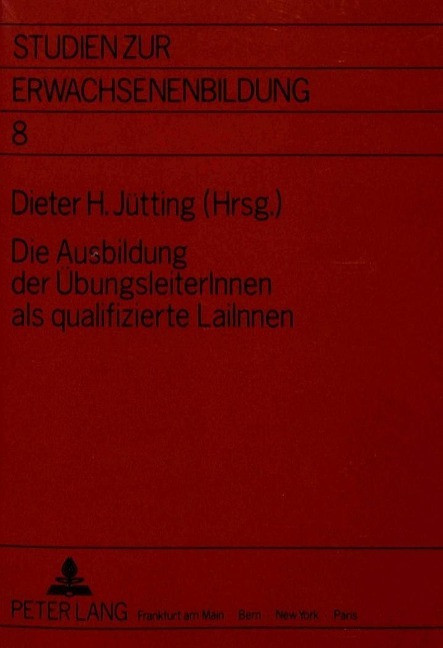 STUDIEN ZUR
ERWACHSENENBILDUNG
8
Dieter H. Jütting (Hrsg.)
Die Ausbildung
der ÜbungsleiterInnen
als qualifizierte LaiInnen
PETER LANG Frankfurt am Main Bern New York Paris